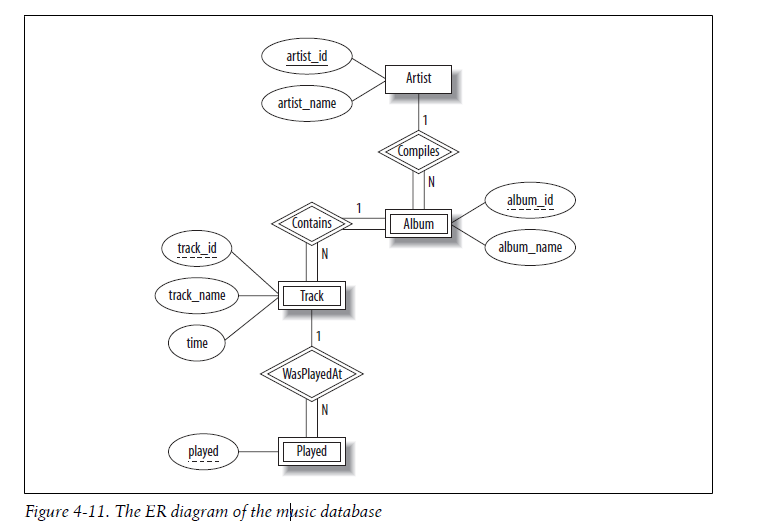 artist_id
Artist
artist_name
1
Compiles
N
album_id
1
Contains
Album
album_name
track_id
N
track_name
Track
time
1
WasPlayedAt
N
played
Played
Figure 4-11. The ER diagram of the music database